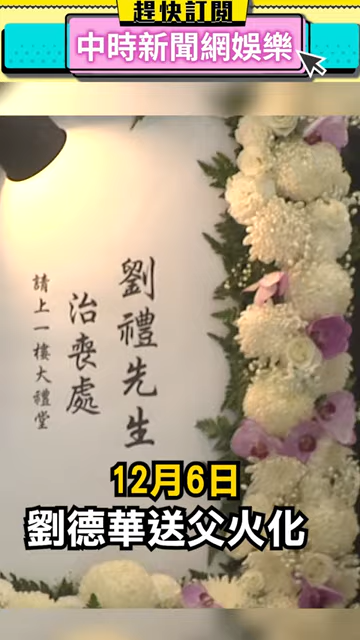 趕快訂閱
中時新聞網娛樂
劉禮先生
治喪處
請上一樓大禮堂
12月6日
劉德華送父火化